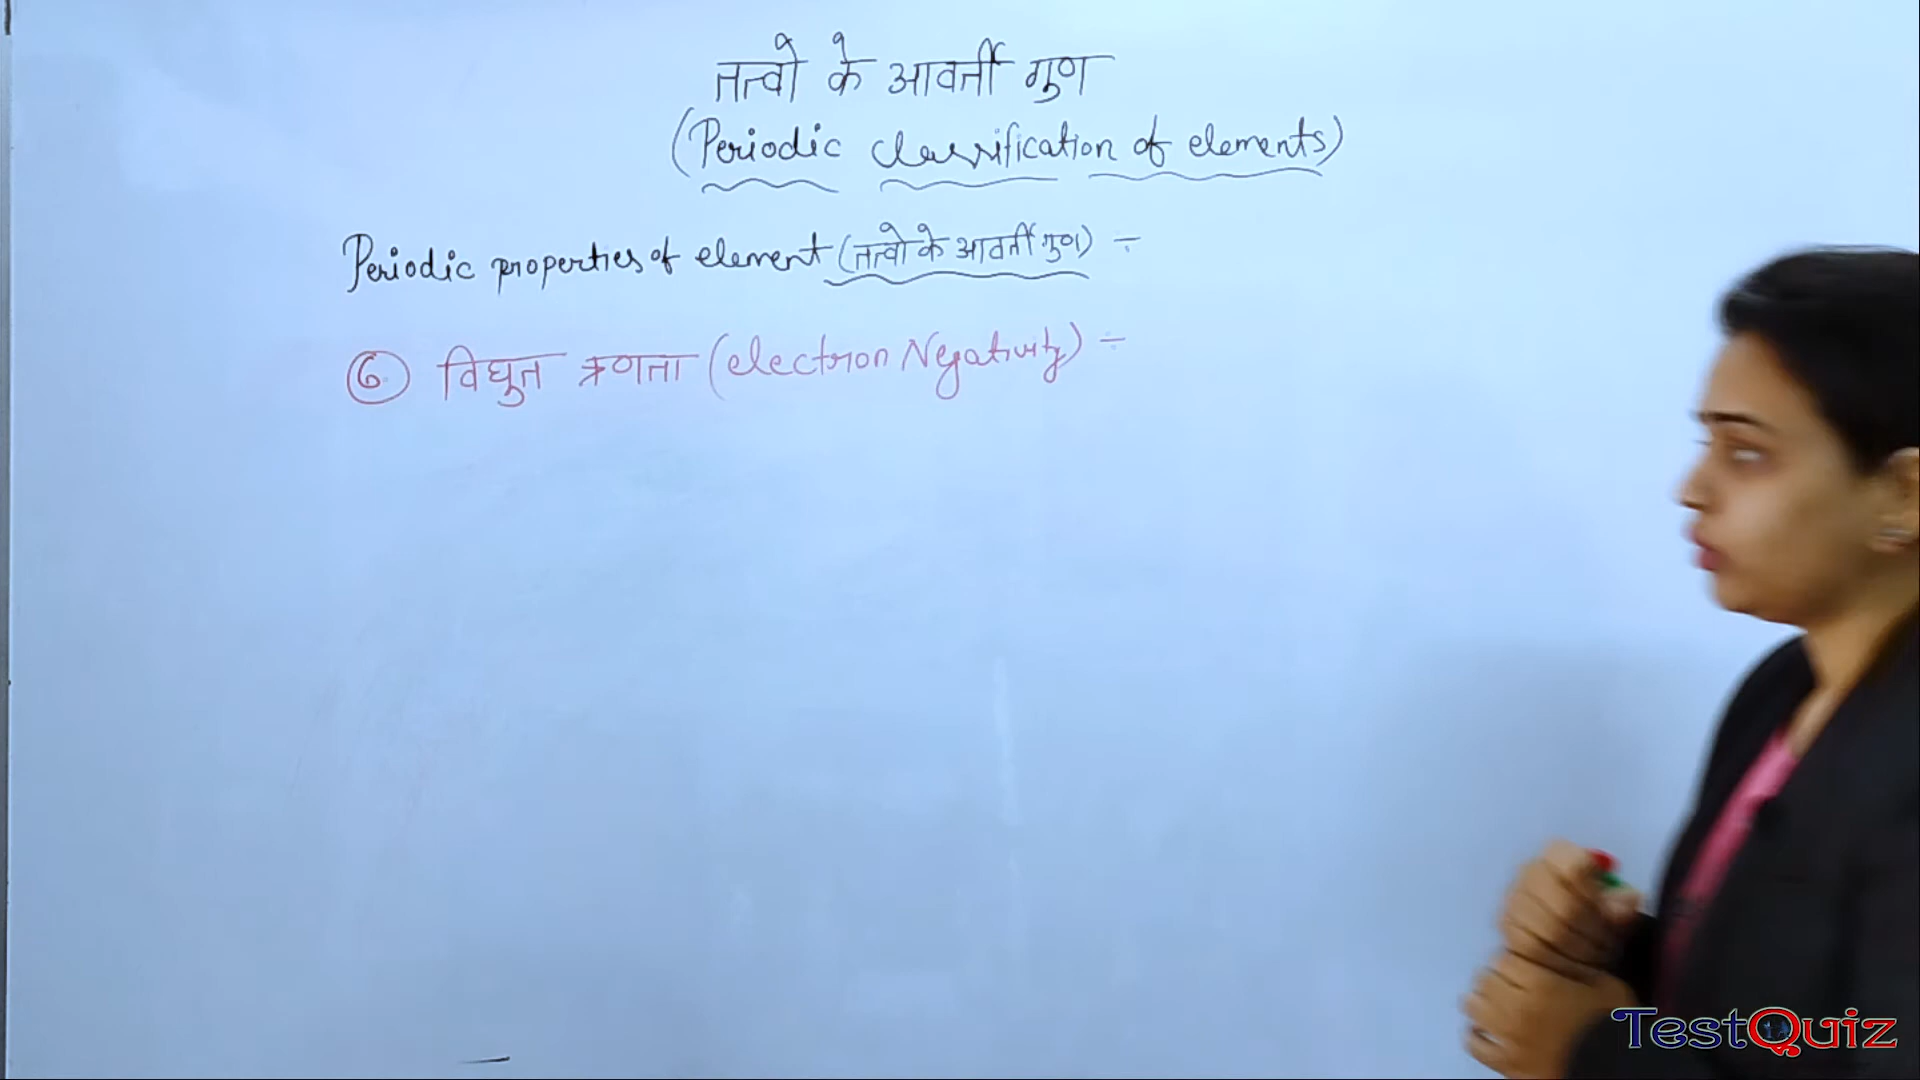 तत्वो के आवर्ती गुण
(Periodic classification of elements)
Periodic properties of element (तत्वो के आवर्ती गुण) ÷
⑥ विद्युत ऋणता (electron Negativity) ÷
TestQuiz